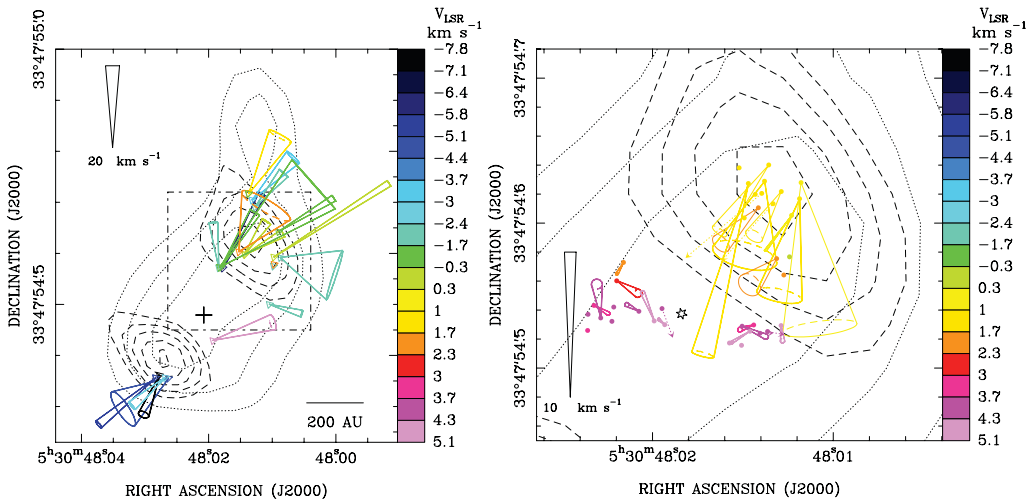 V_LSR
km s⁻¹
−7.8
−7.1
−6.4
−5.8
−5.1
−4.4
−3.7
−3
−2.4
−1.7
−0.3
0.3
1
1.7
2.3
3
3.7
4.3
5.1
33°47′55″.0
33°47′54″.5
DECLINATION (J2000)
20 km s⁻¹
200 AU
5ʰ30ᵐ48ˢ.04
48ˢ.02
48ˢ.00
RIGHT ASCENSION (J2000)
V_LSR
km s⁻¹
−7.8
−7.1
−6.4
−5.8
−5.1
−4.4
−3.7
−3
−2.4
−1.7
−0.3
0.3
1
1.7
2.3
3
3.7
4.3
5.1
33°47′54″.7
33°47′54″.6
33°47′54″.5
DECLINATION (J2000)
10 km s⁻¹
5ʰ30ᵐ48ˢ.02
48ˢ.01
RIGHT ASCENSION (J2000)